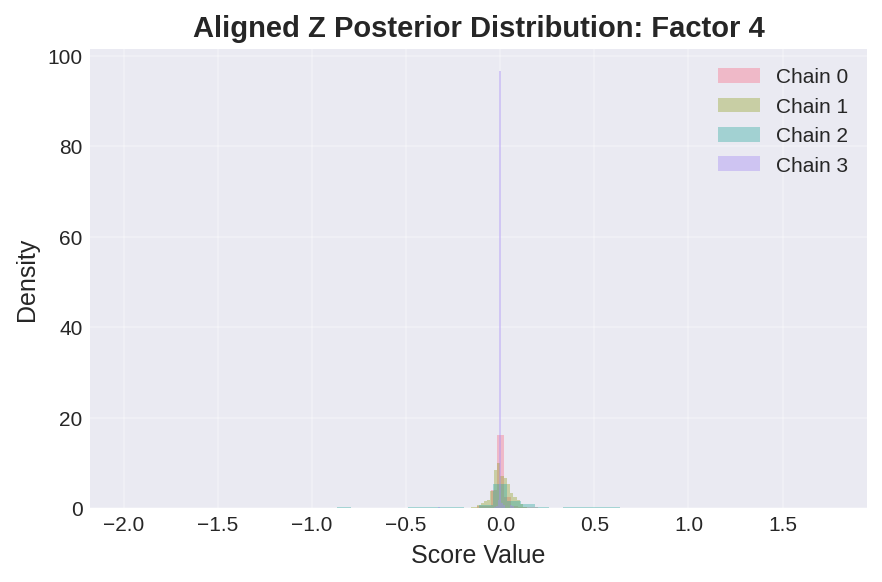 Aligned Z Posterior Distribution: Factor 4
Density
100
80
60
40
20
0
Chain 0
Chain 1
Chain 2
Chain 3
−2.0 −1.5 −1.0 −0.5 0.0 0.5 1.0 1.5
Score Value